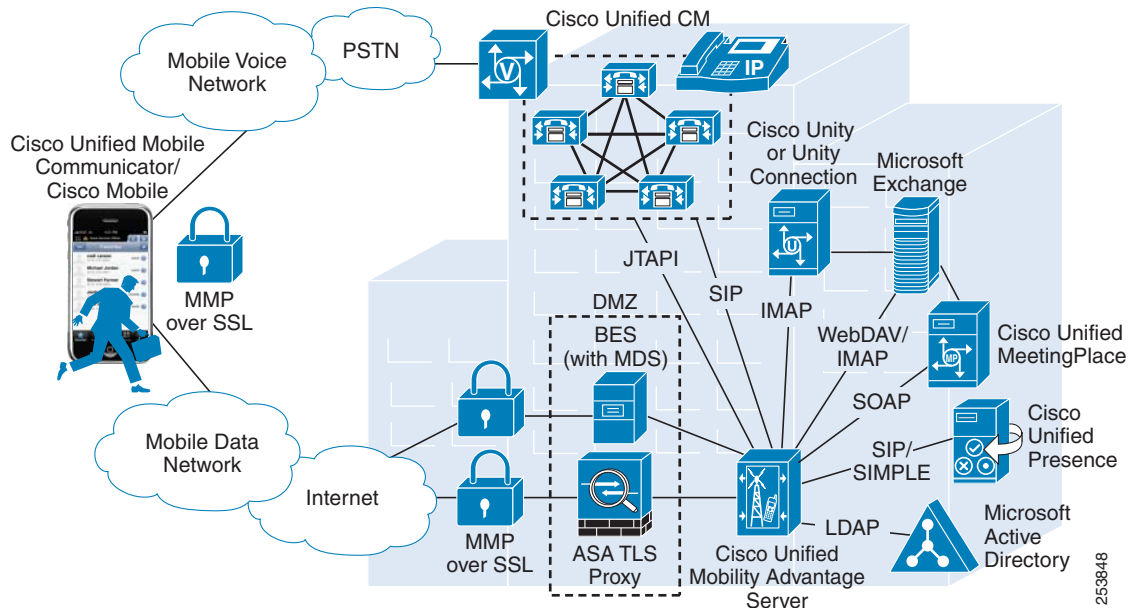 Cisco Unified CM
PSTN
Mobile Voice
Network
V
IP
Cisco Unified Mobile
Communicator/
Cisco Mobile
Cisco Unity
or Unity
Connection
Microsoft
Exchange
U
MMP
over SSL
JTAPI
SIP
IMAP
WebDAV/
IMAP
Cisco Unified
MeetingPlace
MP
DMZ
BES
(with MDS)
SOAP
Cisco
Unified
Presence
SIP/
SIMPLE
Mobile Data
Network
Internet
MMP
over SSL
ASA TLS
Proxy
Cisco Unified
Mobility Advantage
Server
LDAP
Microsoft
Active
Directory
253848